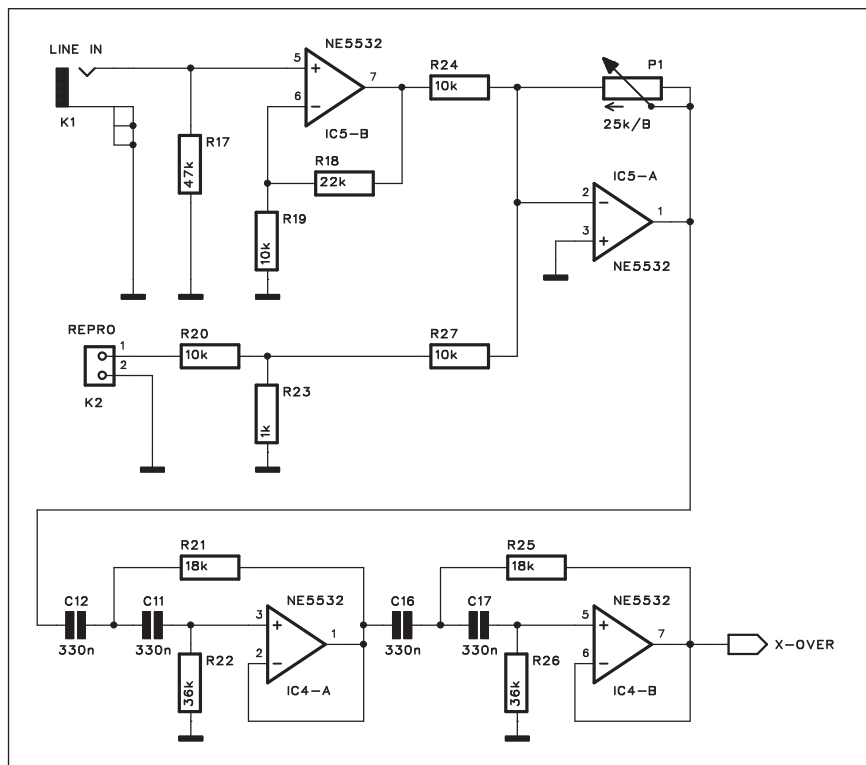 LINE IN
K1
R17
47k
NE5532
5
+
6
−
7
IC5-B
R18
22k
R19
10k
R24
10k
P1
25k/B
IC5-A
2
−
3
+
1
NE5532
REPRO
1
2
K2
R20
10k
R23
1k
R27
10k
C12
330n
C11
330n
R21
18k
R22
36k
NE5532
3
+
2
−
1
IC4-A
C16
330n
C17
330n
R25
18k
R26
36k
NE5532
5
+
6
−
7
IC4-B
X-OVER